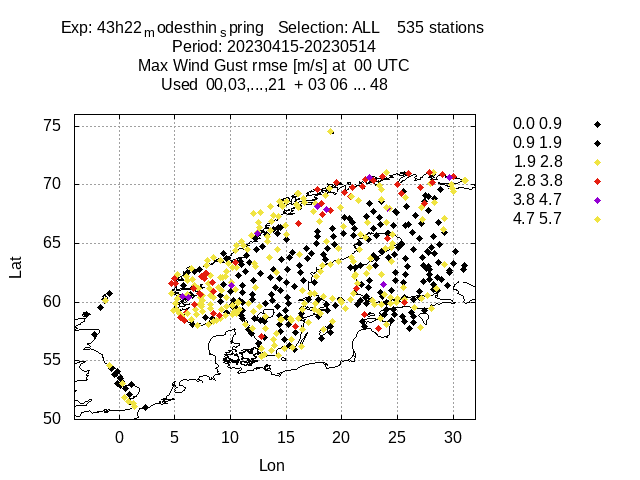 Exp: 43h22modesthinspring   Selection: ALL    535 stations
Period: 20230415-20230514
Max Wind Gust rmse [m/s] at  00 UTC
Used  00,03,...,21  + 03 06 ... 48
75
70
65
60
55
50
Lat
0 5 10 15 20 25 30
Lon
0.0 0.9
0.9 1.9
1.9 2.8
2.8 3.8
3.8 4.7
4.7 5.7